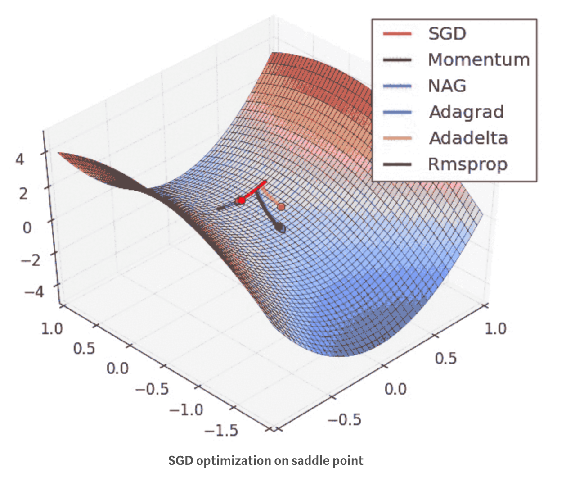 SGD
Momentum
NAG
Adagrad
Adadelta
Rmsprop
4
2
0
−2
−4
1.0
0.5
0.0
−0.5
−1.0
−1.5
−0.5
0.0
0.5
1.0
SGD optimization on saddle point